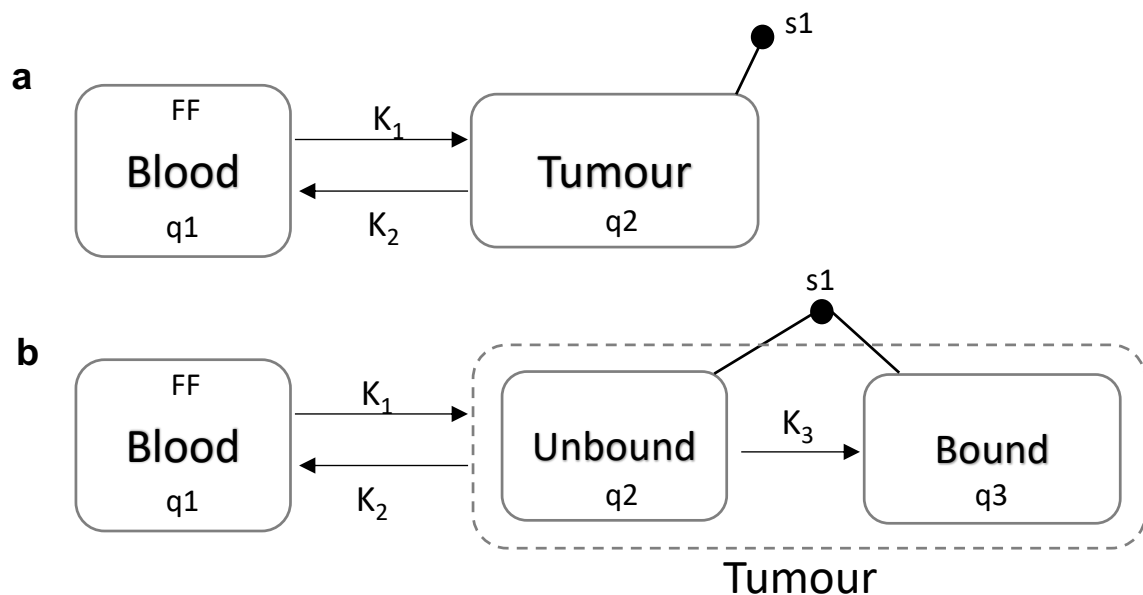 s1
a
FF
K₁
Blood
Tumour
q1
K₂
q2
s1
b
FF
K₁
K₃
Blood
Unbound
Bound
q1
K₂
q2
q3
Tumour